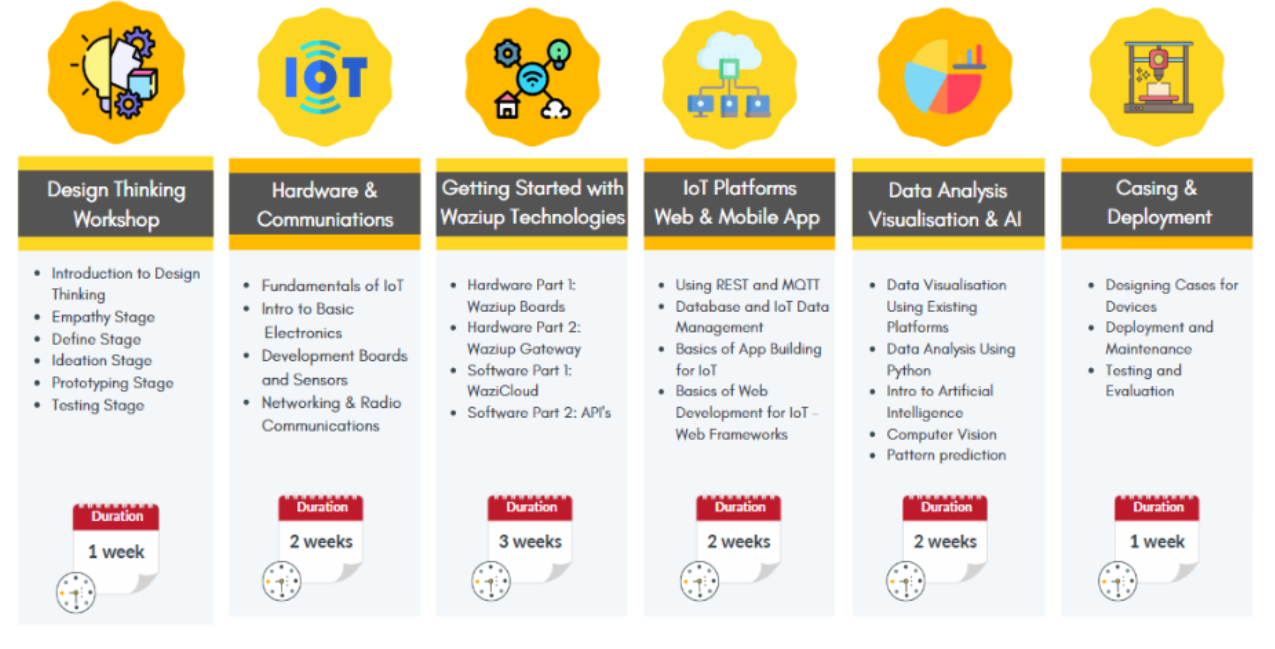 IOT
Design Thinking
Workshop
• Introduction to Design
Thinking
• Empathy Stage
• Define Stage
• Ideation Stage
• Prototyping Stage
• Testing Stage
Duration
1 week
Hardware &
Communiations
• Fundamentals of IoT
• Intro to Basic
Electronics
• Development Boards
and Sensors
• Networking & Radio
Communications
Duration
2 weeks
Getting Started with
Waziup Technologies
• Hardware Part 1:
Waziup Boards
• Hardware Part 2:
Waziup Gateway
• Software Part 1:
WaziCloud
• Software Part 2: API's
Duration
3 weeks
IoT Platforms
Web & Mobile App
• Using REST and MQTT
• Database and IoT Data
Management
• Basics of App Building
for IoT
• Basics of Web
Development for IoT -
Web Frameworks
Duration
2 weeks
Data Analysis
Visualisation & AI
• Data Visualisation
Using Existing
Platforms
• Data Analysis Using
Python
• Intro to Artificial
Intelligence
• Computer Vision
• Pattern prediction
Duration
2 weeks
Casing &
Deployment
• Designing Cases for
Devices
• Deployment and
Maintenance
• Testing and
Evaluation
Duration
1 week